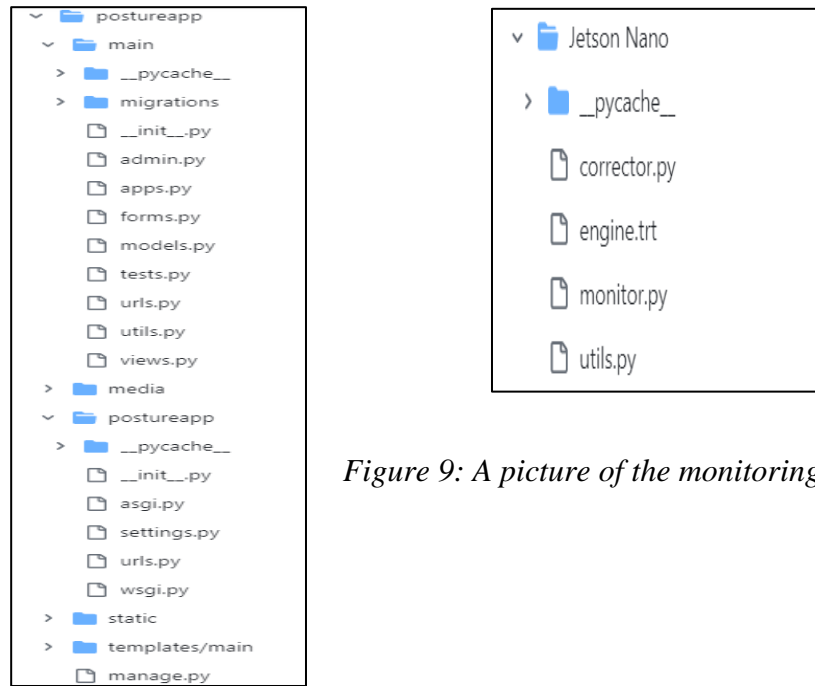 postureapp
main
__pycache__
migrations
__init__.py
admin.py
apps.py
forms.py
models.py
tests.py
urls.py
utils.py
views.py
media
postureapp
__pycache__
__init__.py
asgi.py
settings.py
urls.py
wsgi.py
static
templates/main
manage.py
Jetson Nano
__pycache__
corrector.py
engine.trt
monitor.py
utils.py
Figure 9: A picture of the monitoring